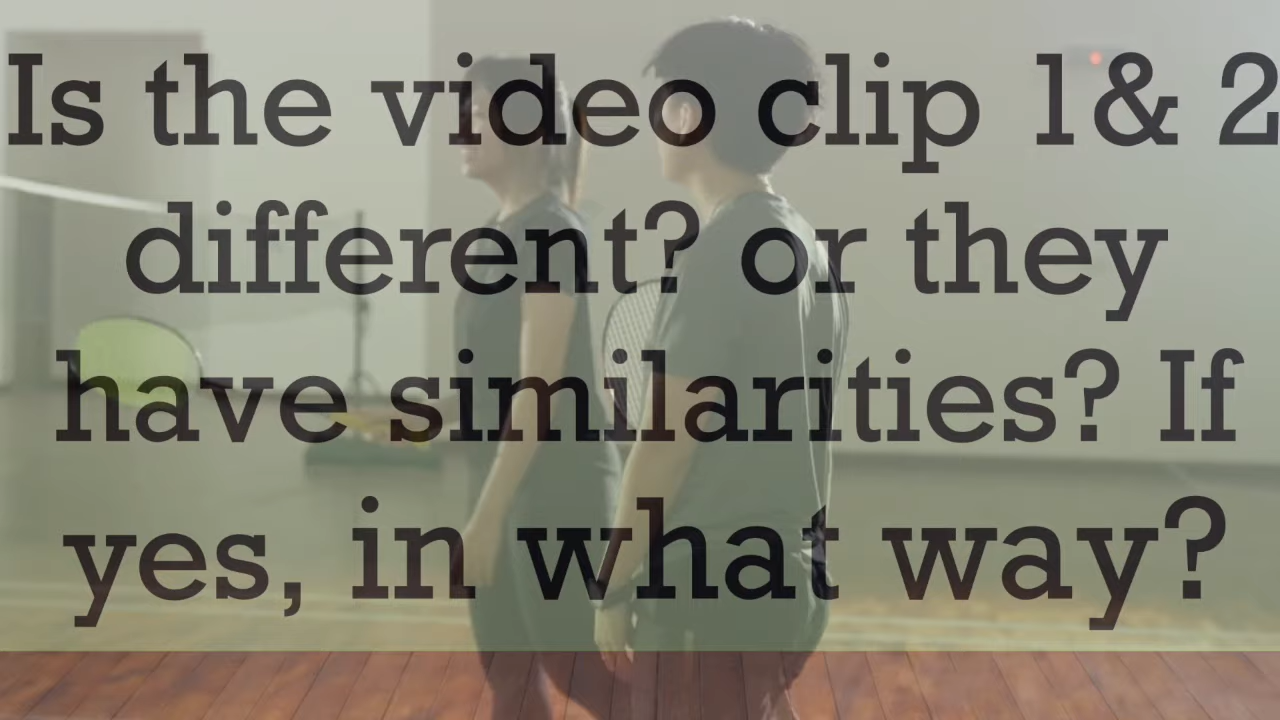 Is the video clip 1& 2
different? or they
have similarities? If
yes, in what way?